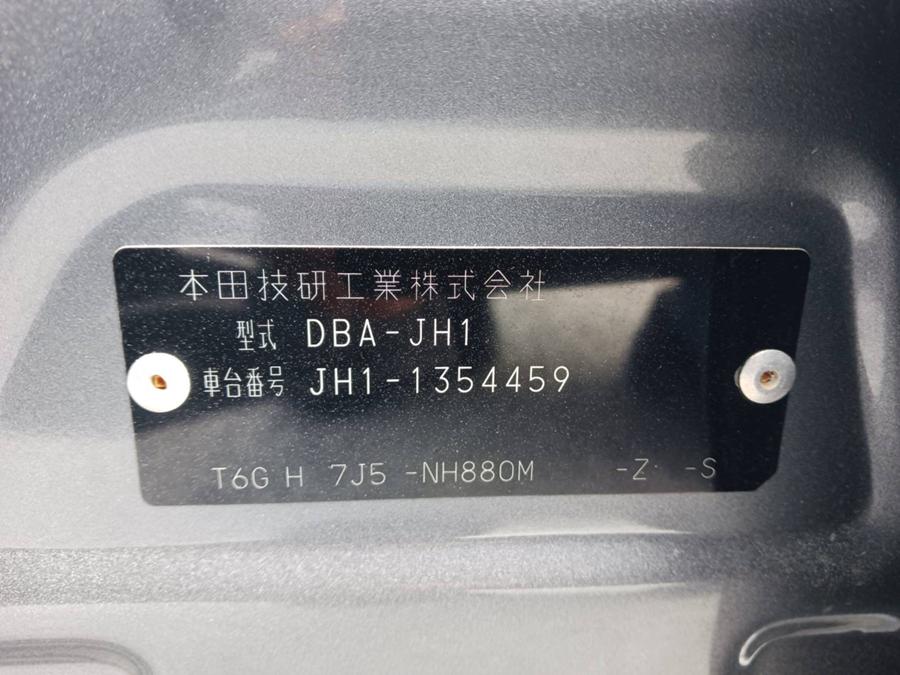 本田技研工業株式会社
型式 DBA-JH1
車台番号 JH1-1354459
T6G H 7J5 -NH880M -Z -S